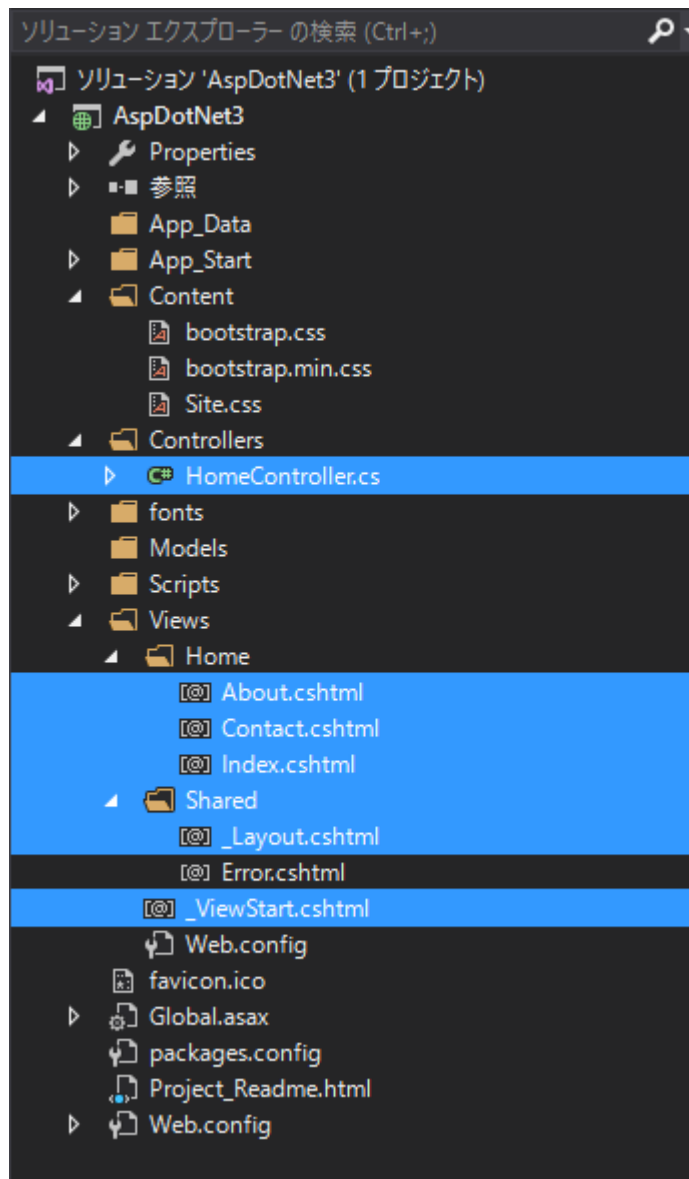 ソリューション エクスプローラー の検索 (Ctrl+;)
ソリューション 'AspDotNet3' (1 プロジェクト)
AspDotNet3
Properties
参照
App_Data
App_Start
Content
bootstrap.css
bootstrap.min.css
Site.css
Controllers
C# HomeController.cs
fonts
Models
Scripts
Views
Home
[@] About.cshtml
[@] Contact.cshtml
[@] Index.cshtml
Shared
[@] _Layout.cshtml
[@] Error.cshtml
[@] _ViewStart.cshtml
Web.config
favicon.ico
Global.asax
packages.config
Project_Readme.html
Web.config